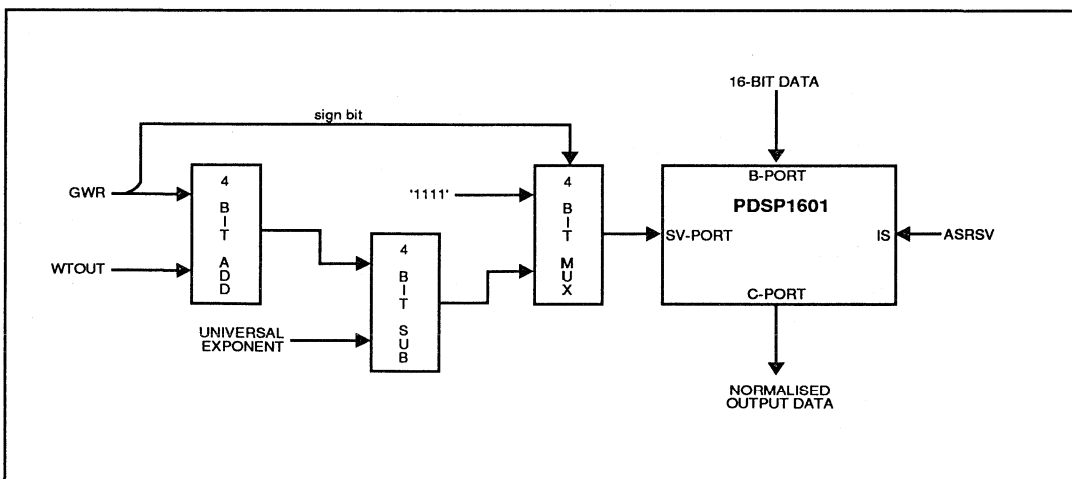 16-BIT DATA
sign bit
GWR
WTOUT
4 BIT ADD
UNIVERSAL
EXPONENT
4 BIT SUB
'1111'
4 BIT MUX
B-PORT
PDSP1601
SV-PORT
IS
ASRSV
C-PORT
NORMALISED
OUTPUT DATA